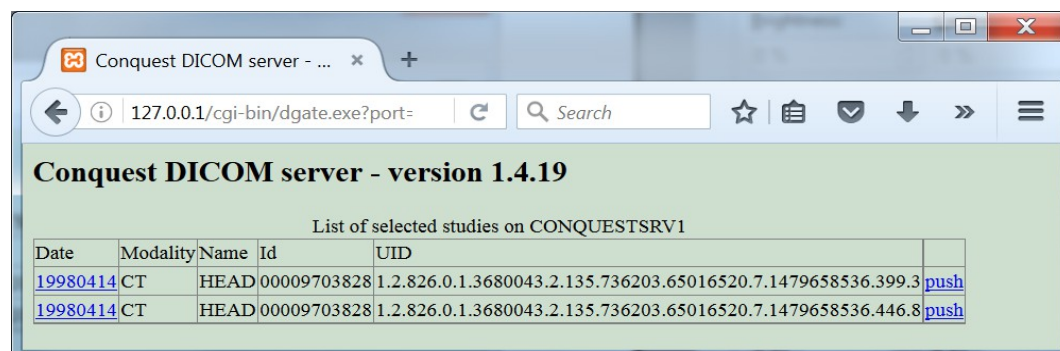 Conquest DICOM server - ...
127.0.0.1/cgi-bin/dgate.exe?port=
Search
Conquest DICOM server - version 1.4.19
List of selected studies on CONQUESTSRV1
Date Modality Name Id UID
19980414 CT HEAD 00009703828 1.2.826.0.1.3680043.2.135.736203.65016520.7.1479658536.399.3 push
19980414 CT HEAD 00009703828 1.2.826.0.1.3680043.2.135.736203.65016520.7.1479658536.446.8 push